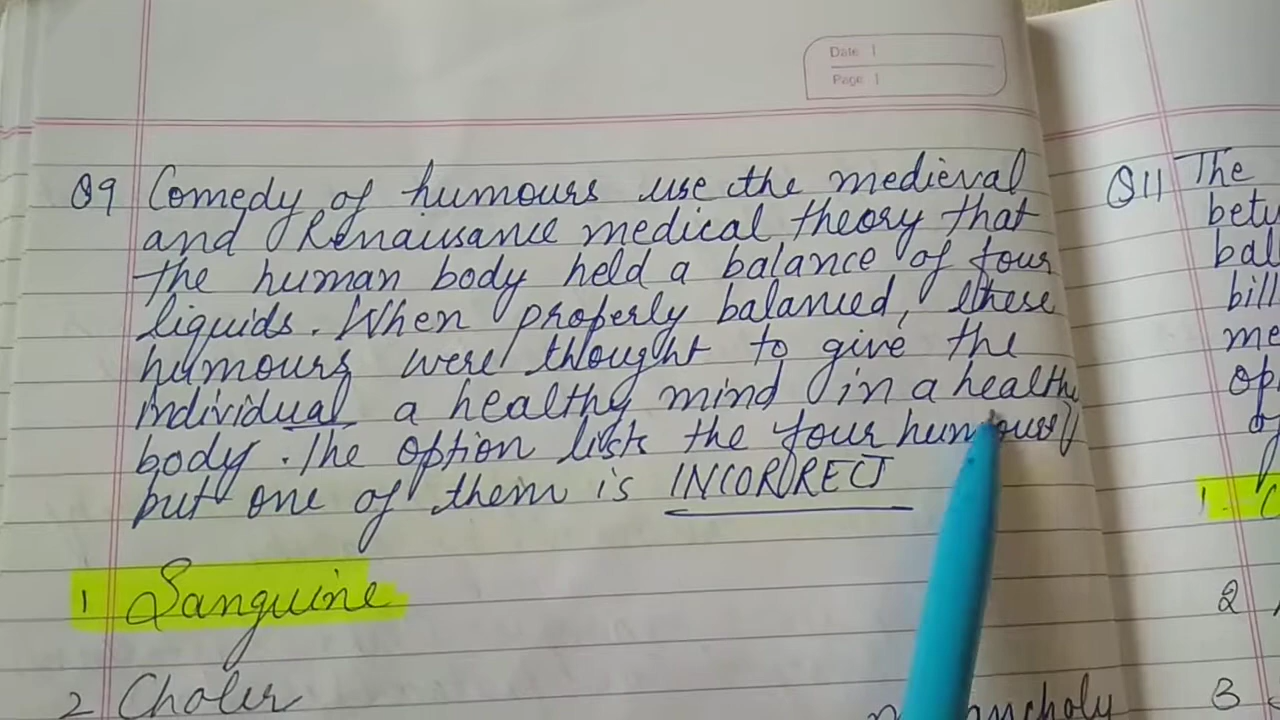 Date
Page
Q9 Comedy of humours use the medieval
and Renaissance medical theory that
the human body held a balance of four
liquids. When properly balanced, these
humours were thought to give the
individual a healthy mind in a
body. The option lists the four humours
but one of them is INCORRECT
1 Sanguine
2 Choler
Q11 The
1.
2
3